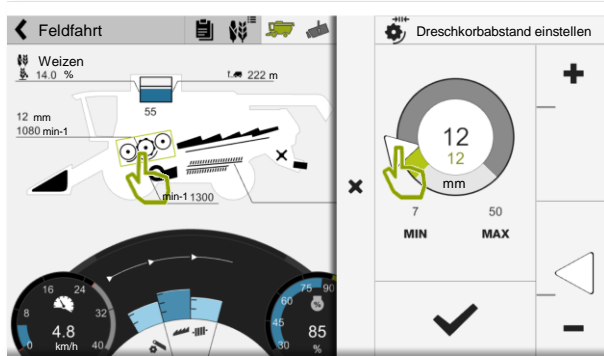 Feldfahrt
Weizen
14.0 %
222 m
55
12 mm
1080 min-1
min-1 1300
8
16
24
32
0
40
4.8
km/h
30
45
60
75
90
%
85
%
Dreschkorbabstand einstellen
12
12
mm
7
50
MIN
MAX